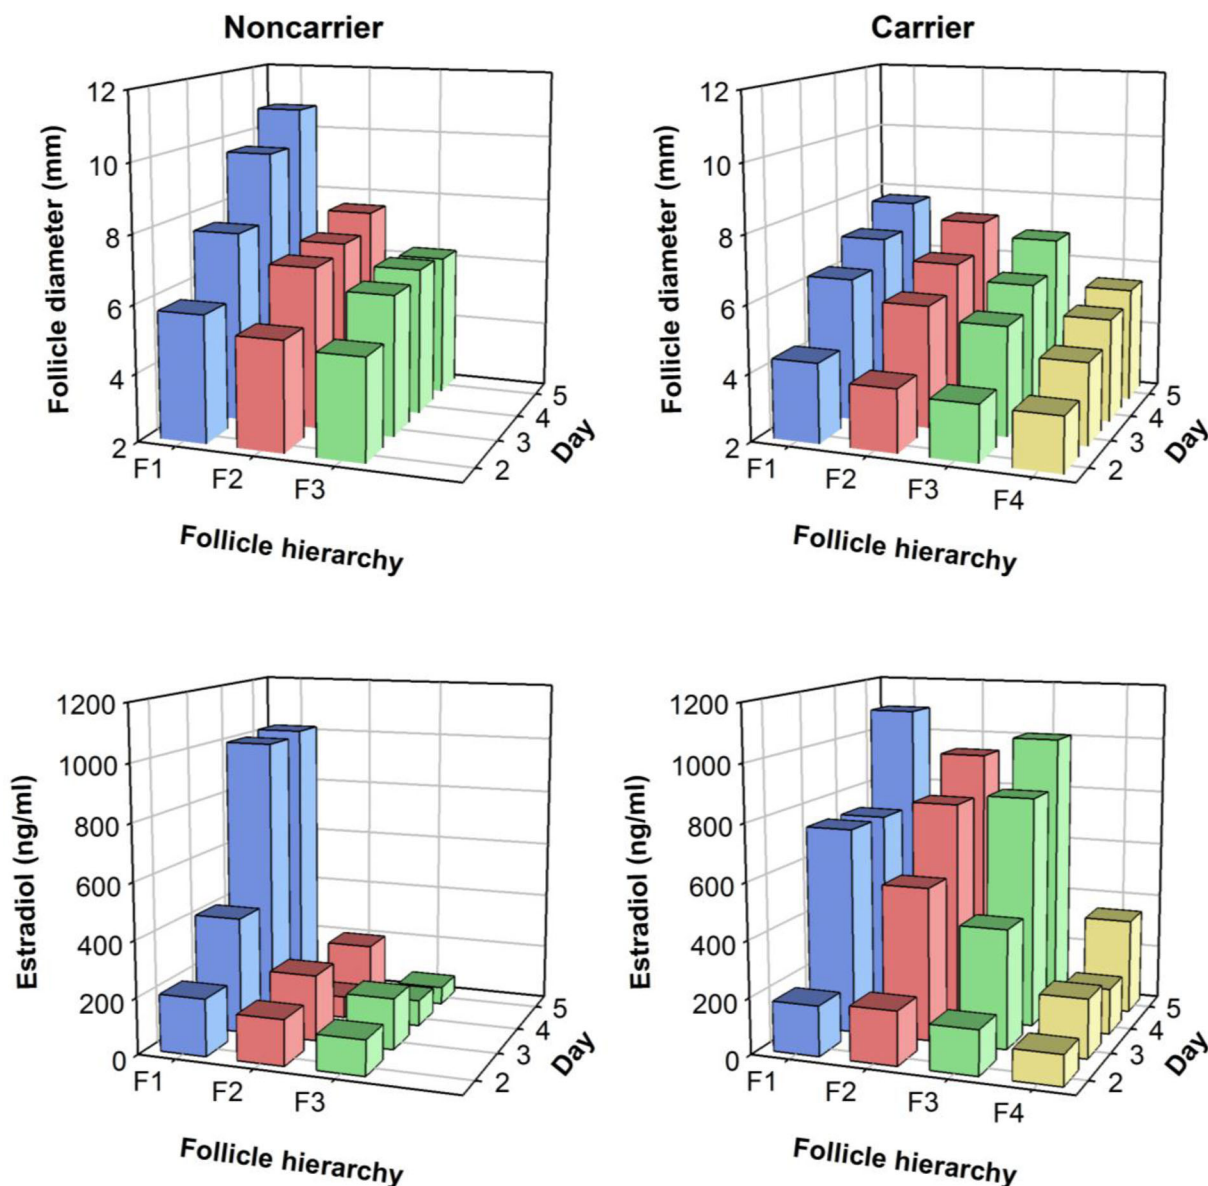 Noncarrier
Carrier
Follicle diameter (mm)
12
10
8
6
4
2
F1
F2
F3
2
3
4
5
Day
Follicle hierarchy
Follicle diameter (mm)
12
10
8
6
4
2
F1
F2
F3
F4
2
3
4
5
Day
Follicle hierarchy
Estradiol (ng/ml)
1200
1000
800
600
400
200
0
F1
F2
F3
2
3
4
5
Day
Follicle hierarchy
Estradiol (ng/ml)
1200
1000
800
600
400
200
0
F1
F2
F3
F4
2
3
4
5
Day
Follicle hierarchy